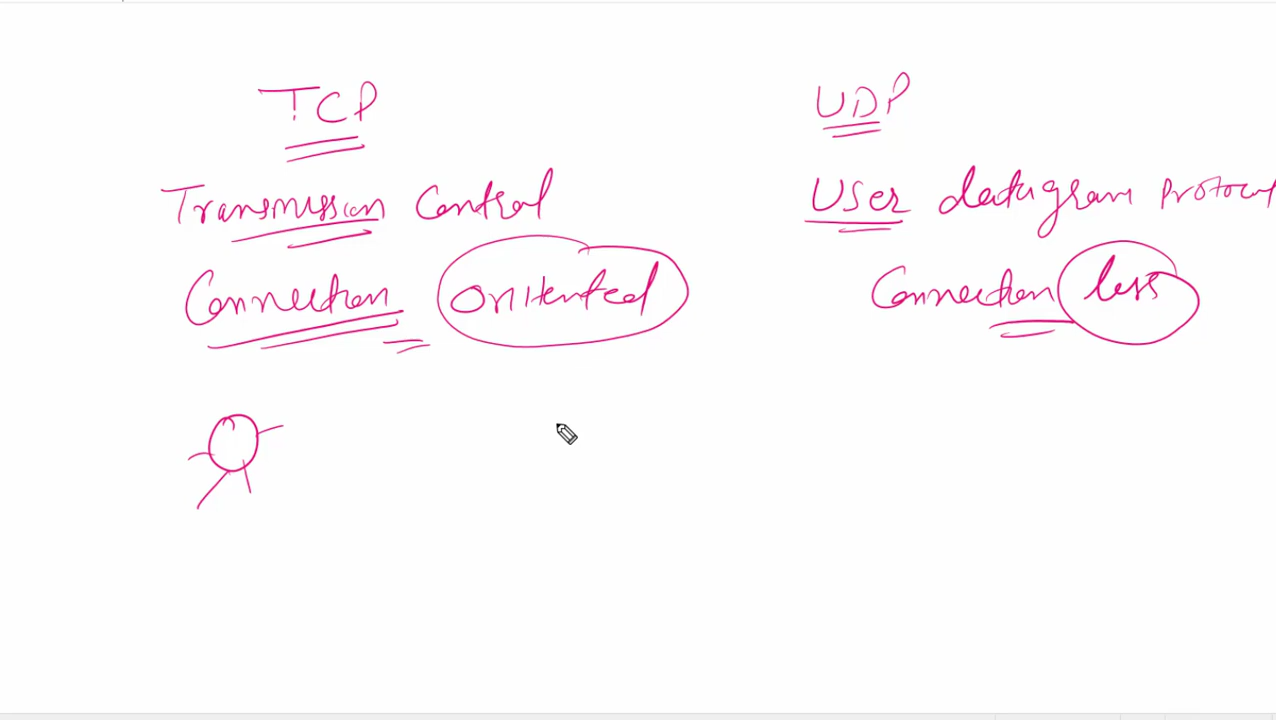 TCP
UDP
Transmission Control
User datagram Protocol
Connection Oriented
Connection less